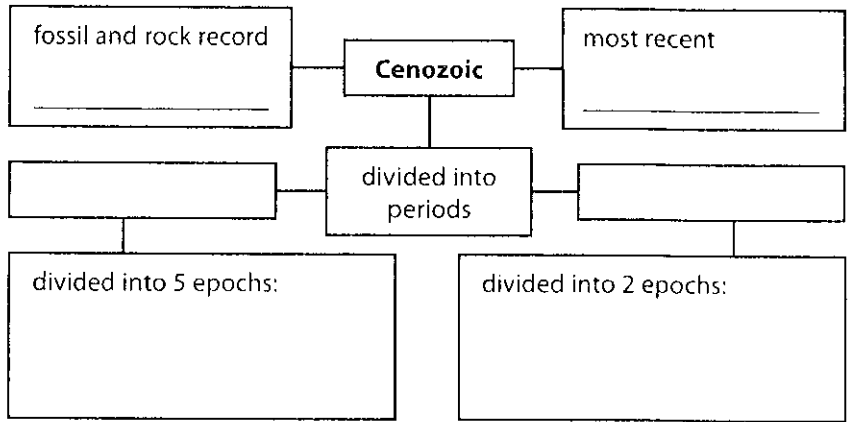 fossil and rock record
Cenozoic
most recent
divided into
periods
divided into 5 epochs:
divided into 2 epochs: